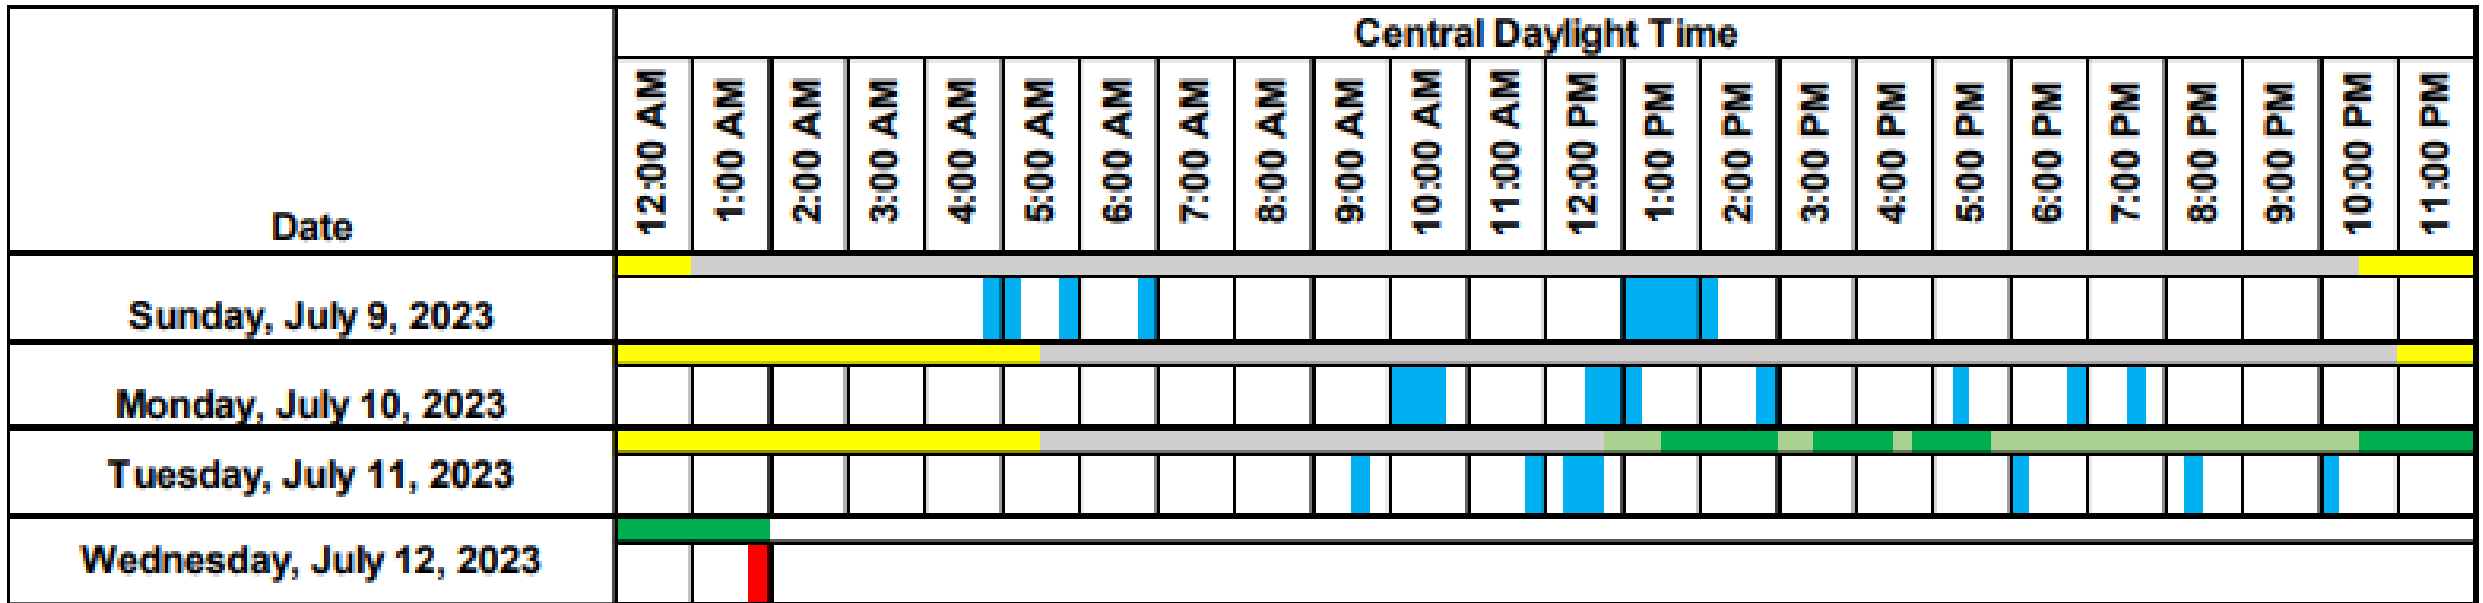 Central Daylight Time
Date
12:00 AM
1:00 AM
2:00 AM
3:00 AM
4:00 AM
5:00 AM
6:00 AM
7:00 AM
8:00 AM
9:00 AM
10:00 AM
11:00 AM
12:00 PM
1:00 PM
2:00 PM
3:00 PM
4:00 PM
5:00 PM
6:00 PM
7:00 PM
8:00 PM
9:00 PM
10:00 PM
11:00 PM
Sunday, July 9, 2023
Monday, July 10, 2023
Tuesday, July 11, 2023
Wednesday, July 12, 2023